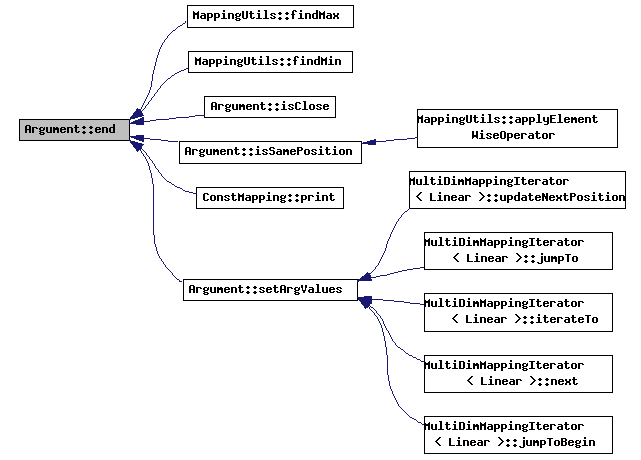 MappingUtils::findMax
MappingUtils::findMin
Argument::isClose
Argument::end
MappingUtils::applyElement
WiseOperator
Argument::isSamePosition
ConstMapping::print
MultiDimMappingIterator
< Linear >::updateNextPosition
MultiDimMappingIterator
< Linear >::jumpTo
Argument::setArgValues
MultiDimMappingIterator
< Linear >::iterateTo
MultiDimMappingIterator
< Linear >::next
MultiDimMappingIterator
< Linear >::jumpToBegin